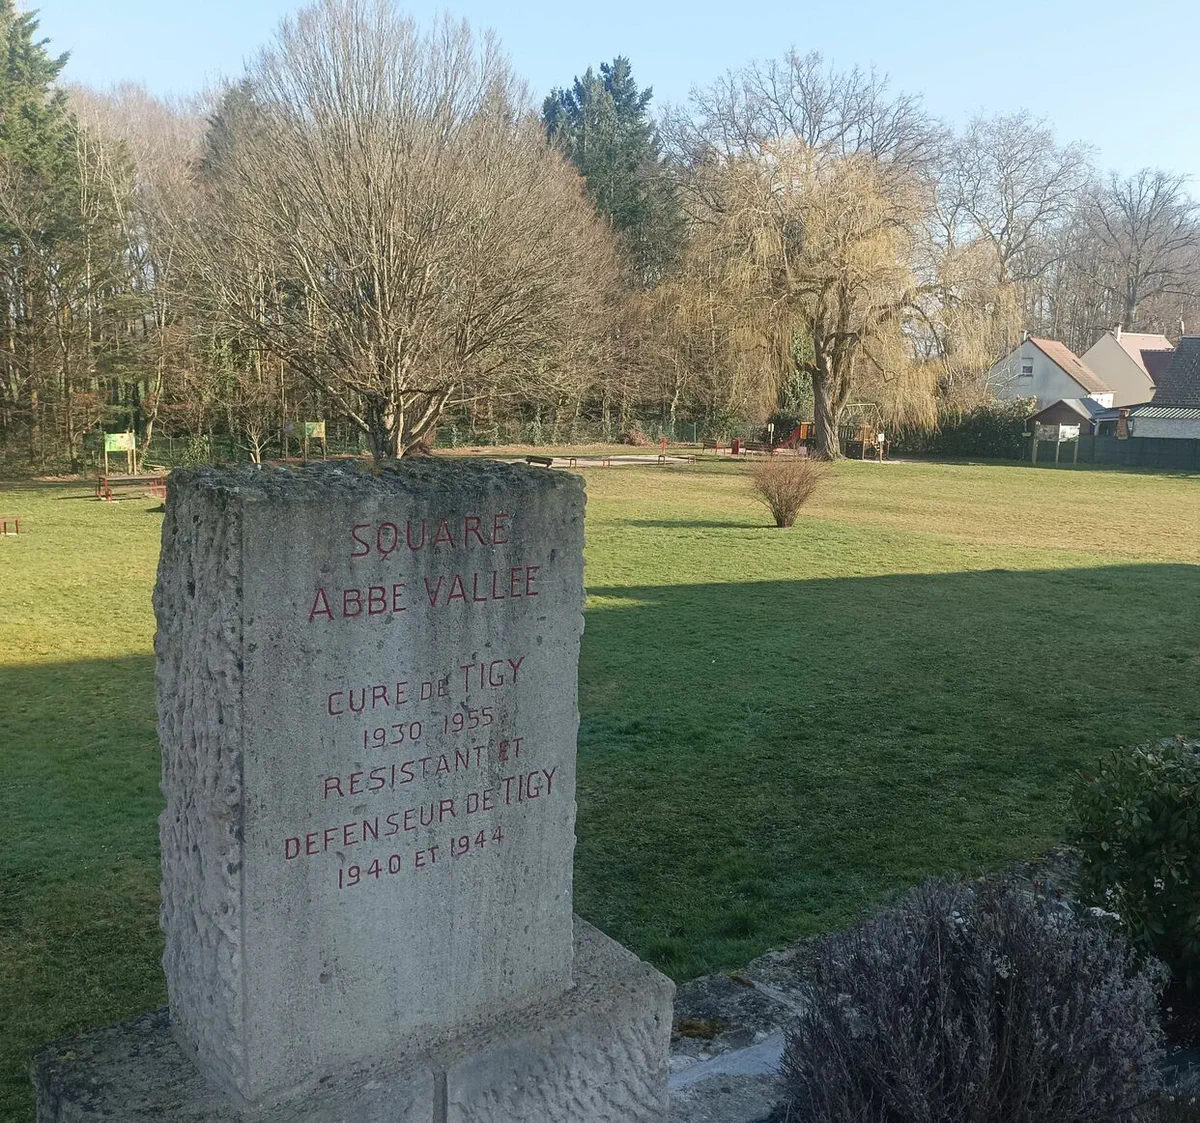 SQUARE
ABBE VALLEE
CURE DE TIGY
1930 1955
RESISTANT ET
DEFENSEUR DE TIGY
1940 ET 1944